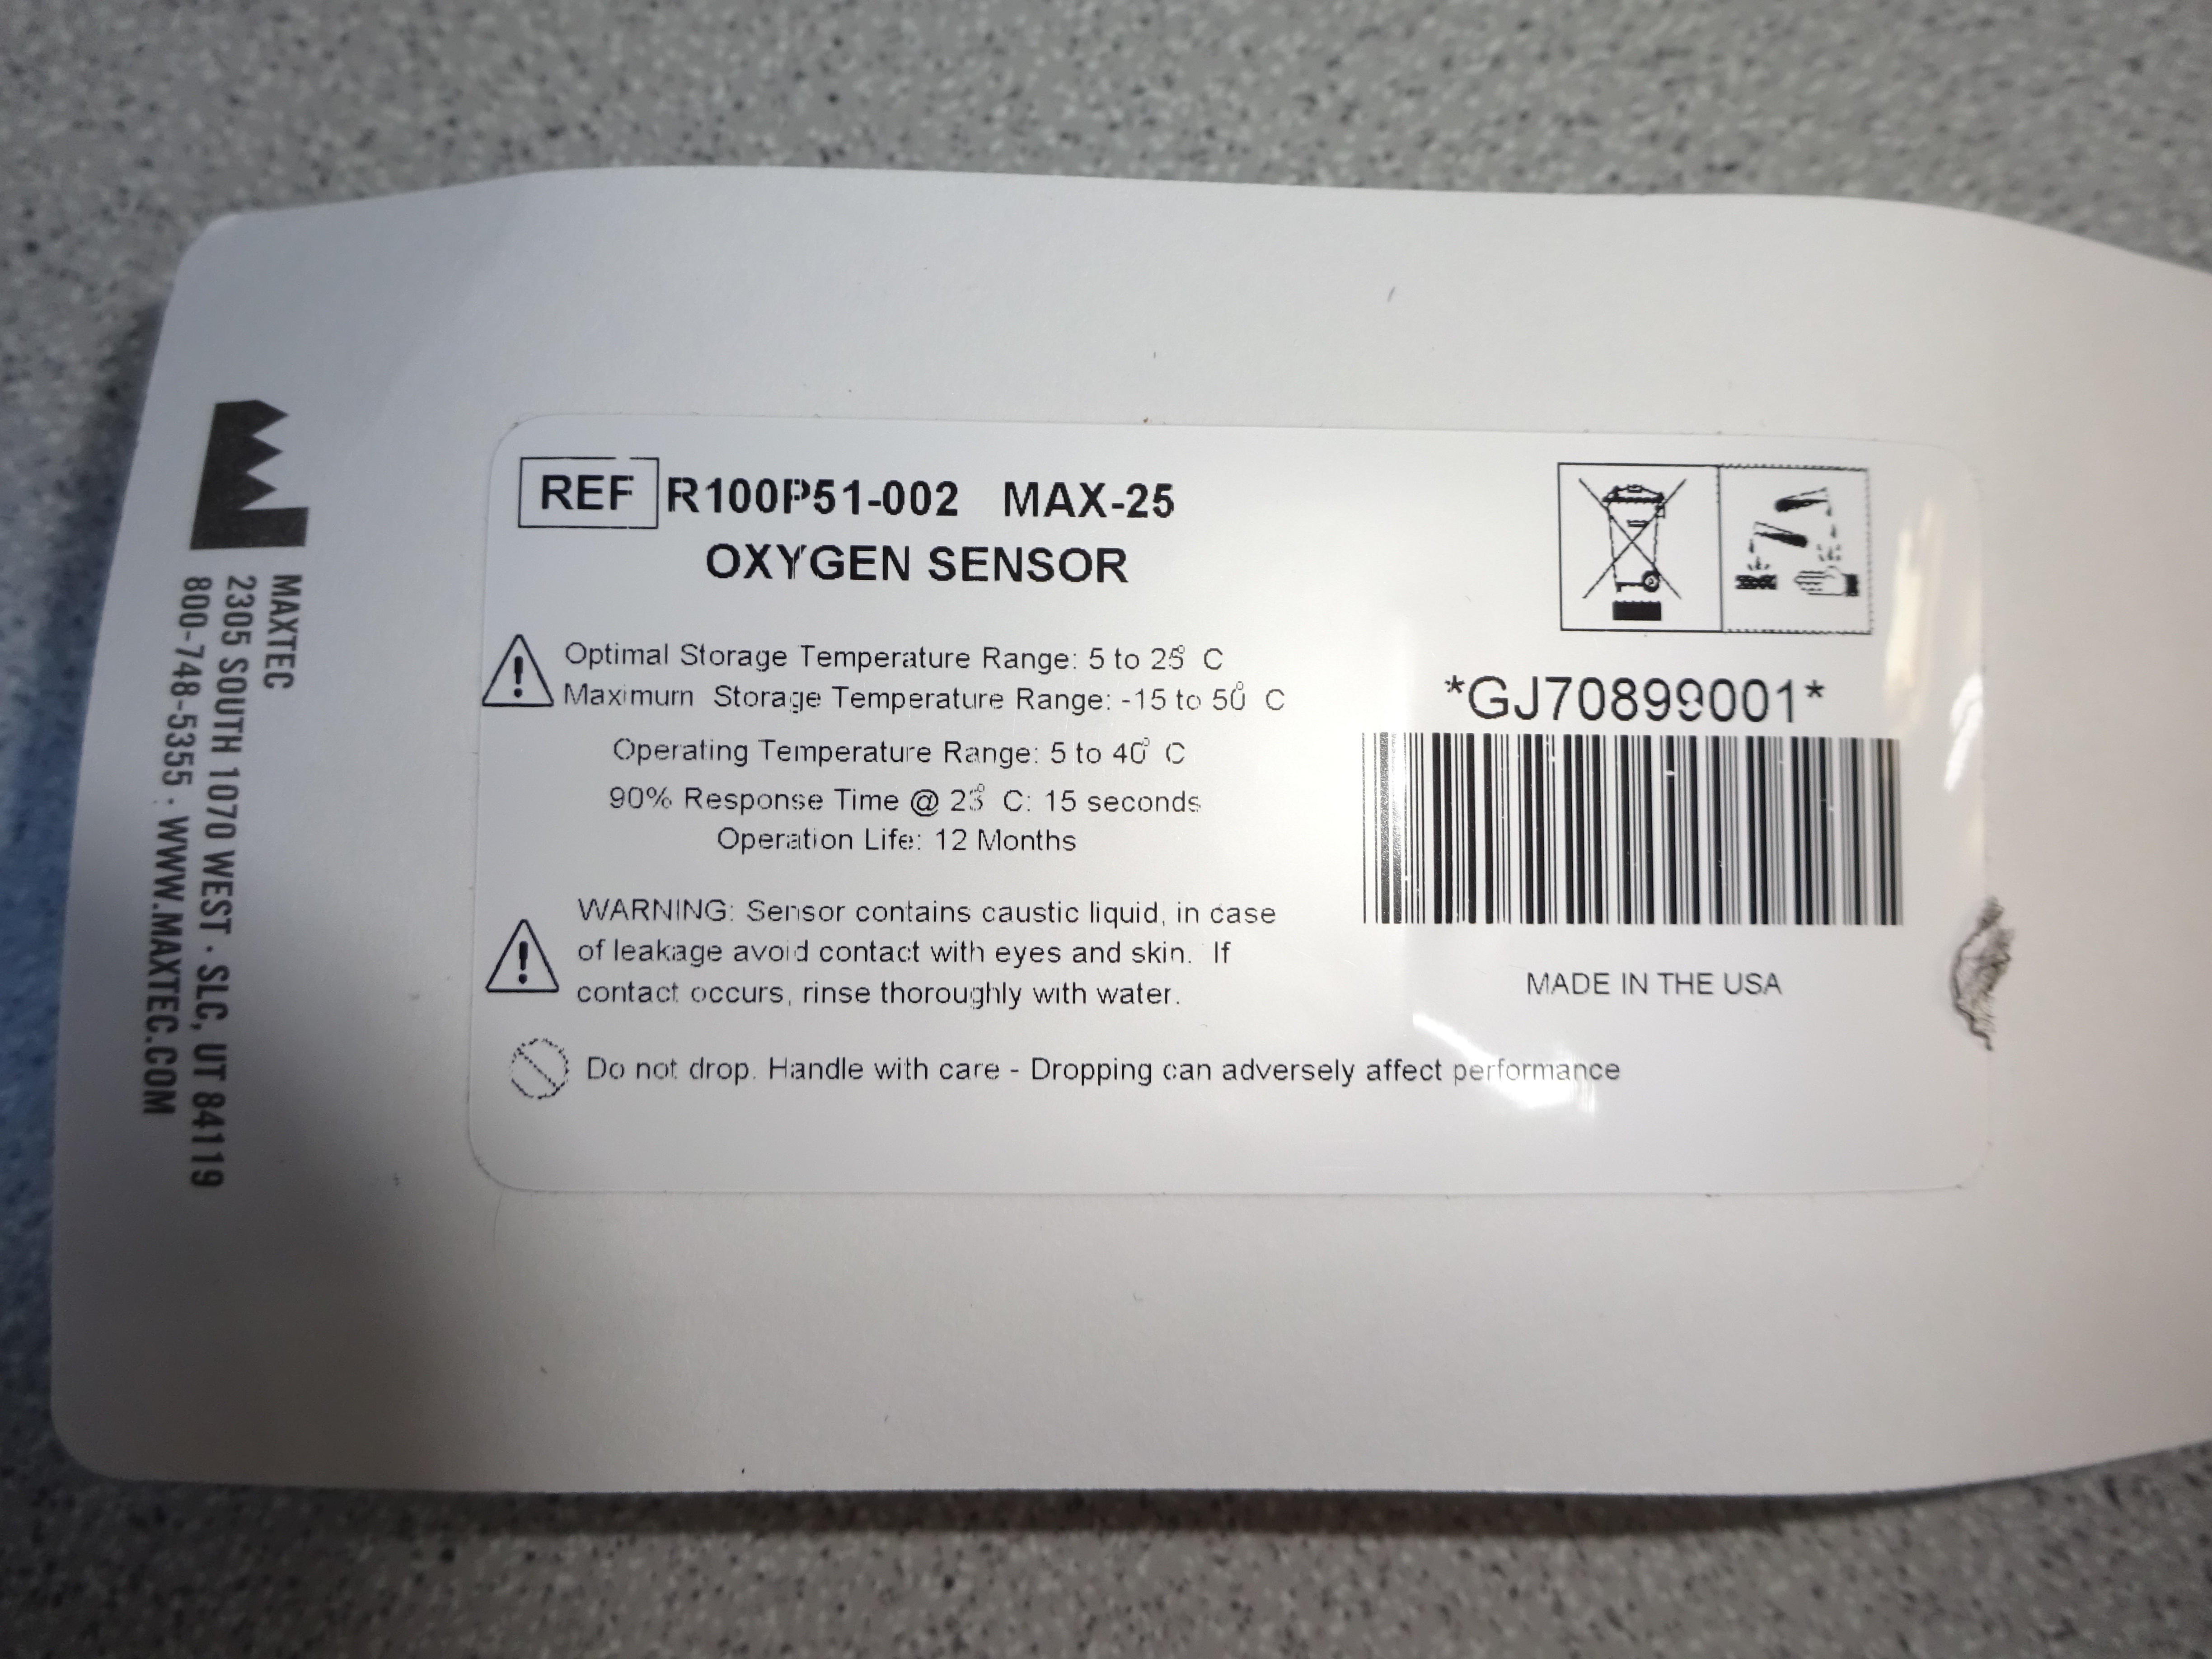 MAXTEC
2305 SOUTH 1070 WEST · SLC, UT 84119
800-748-5355 · WWW.MAXTEC.COM
REF R100P51-002 MAX-25
OXYGEN SENSOR
Optimal Storage Temperature Range: 5 to 25° C
Maximum Storage Temperature Range: -15 to 50° C
Operating Temperature Range: 5 to 40° C
90% Response Time @ 23° C: 15 seconds
Operation Life: 12 Months
WARNING: Sensor contains caustic liquid, in case
of leakage avoid contact with eyes and skin. If
contact occurs, rinse thoroughly with water.
Do not drop. Handle with care - Dropping can adversely affect performance
*GJ70899001*
MADE IN THE USA